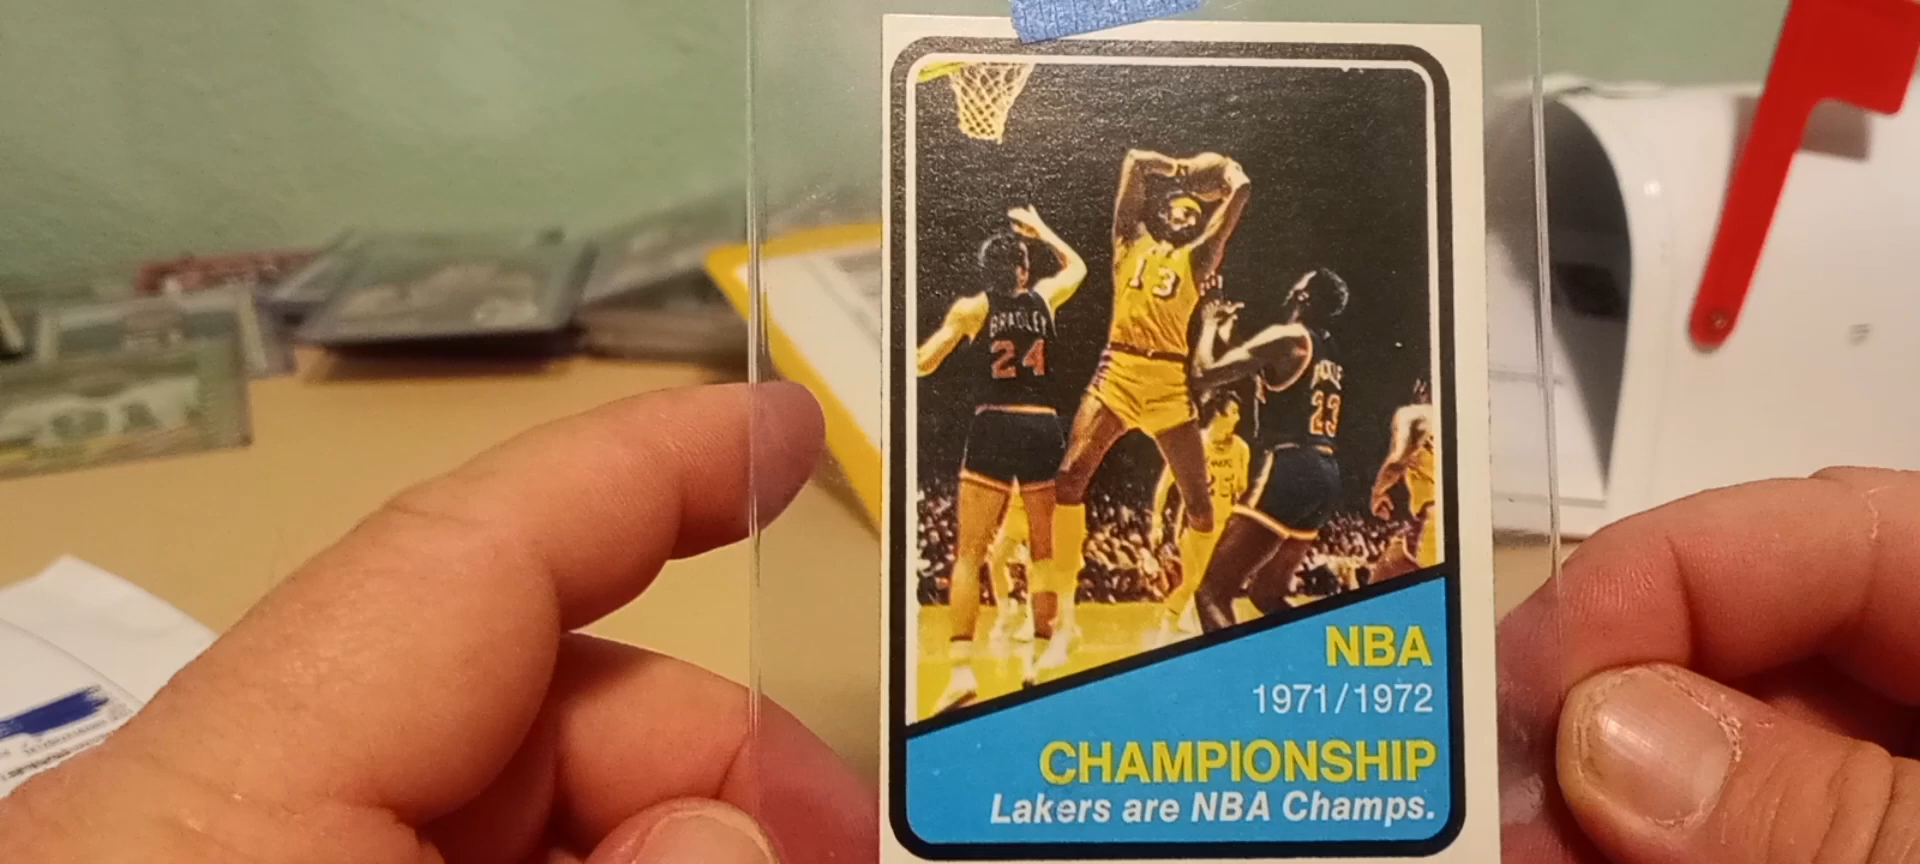 13
BRADLEY
24
23
NBA
1971/1972
CHAMPIONSHIP
Lakers are NBA Champs.